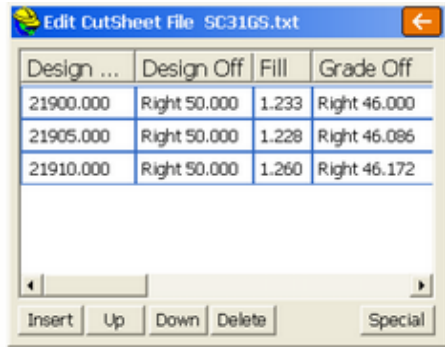 Edit CutSheet File SC31GS.txt
Design ... Design Off Fill Grade Off
21900.000 Right 50.000 1.233 Right 46.000
21905.000 Right 50.000 1.228 Right 46.086
21910.000 Right 50.000 1.260 Right 46.172
Insert Up Down Delete Special